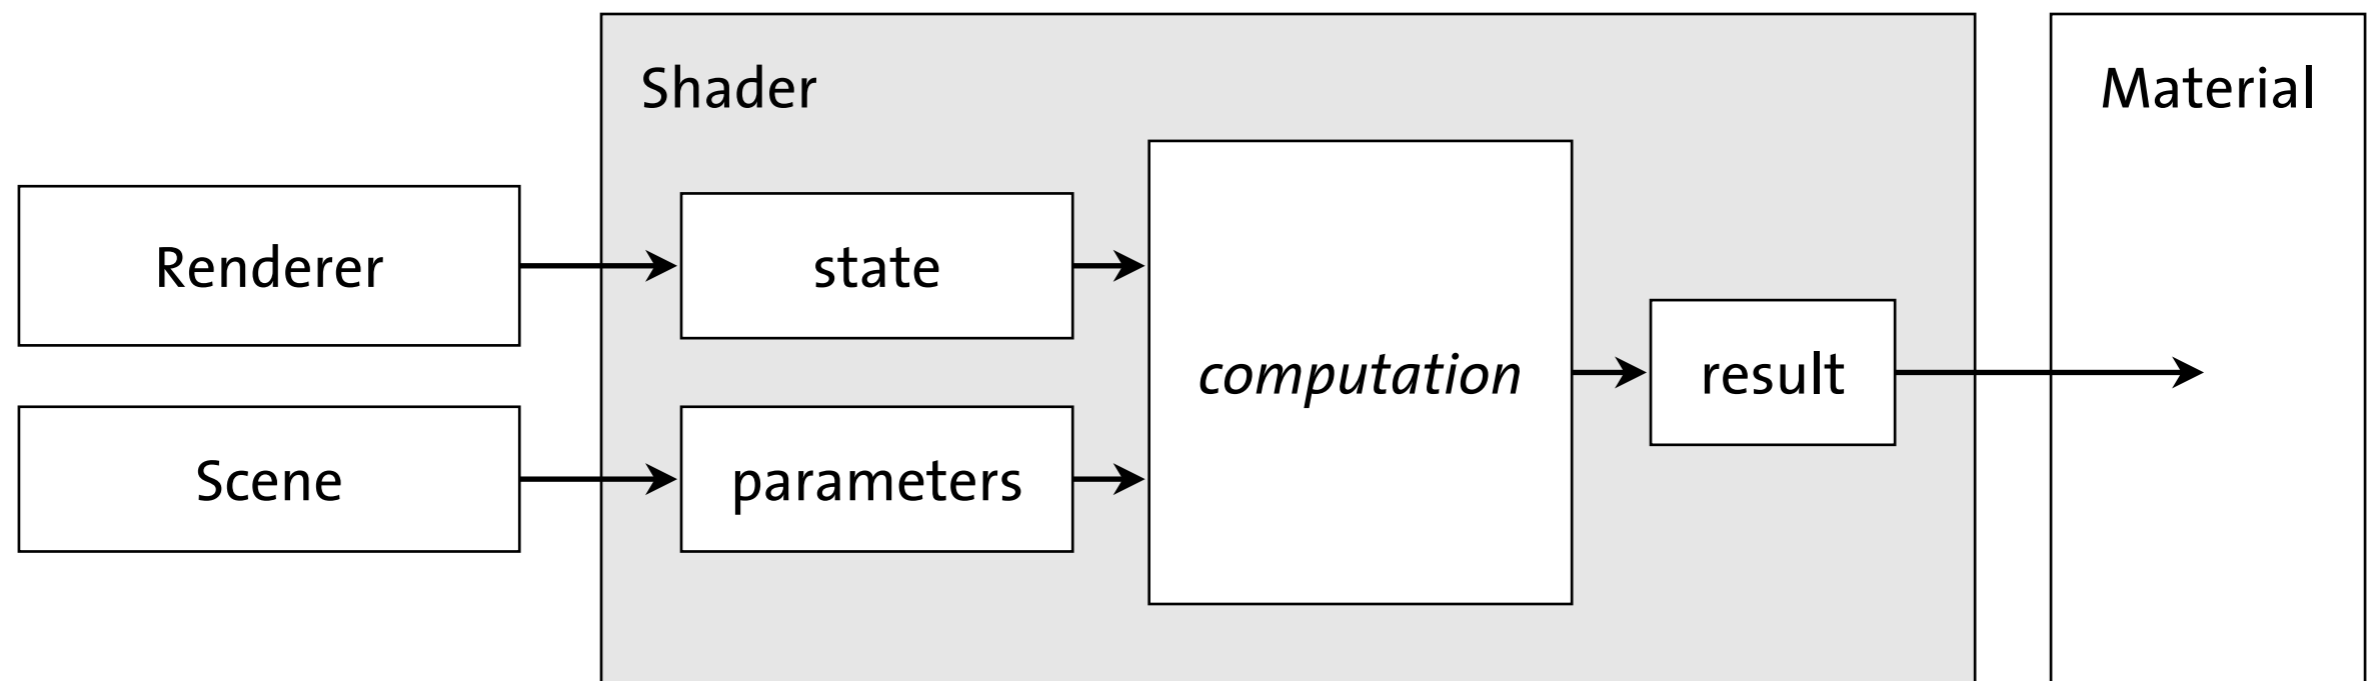 Shader
Material
Renderer
state
computation
result
Scene
parameters